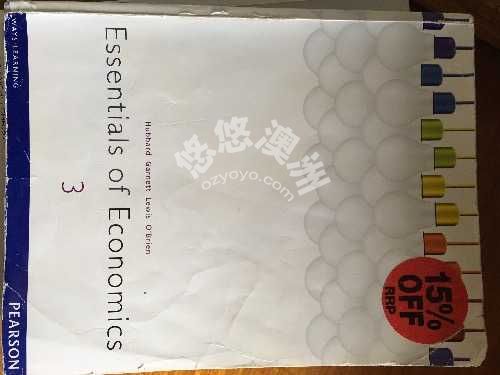 Essentials of Economics
3
Hubbard Garnett Lewis O'Brien
15%
OFF
RRP
ALWAYS LEARNING
PEARSON
悠悠澳洲
ozyoyo.com